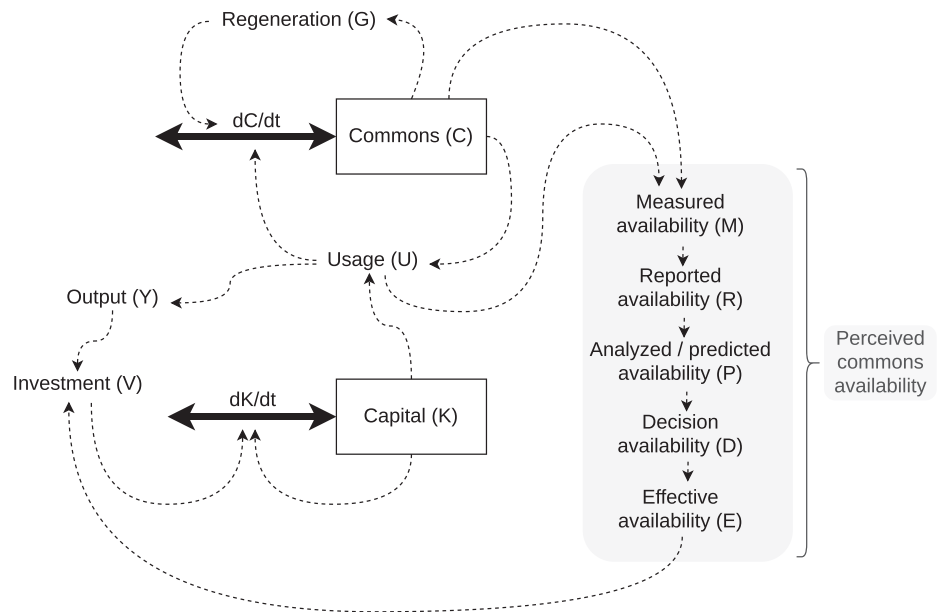 Regeneration (G)
dC/dt
Commons (C)
Measured
availability (M)
Usage (U)
Reported
availability (R)
Output (Y)
Analyzed / predicted
availability (P)
Perceived
commons
availability
Investment (V)
dK/dt
Capital (K)
Decision
availability (D)
Effective
availability (E)